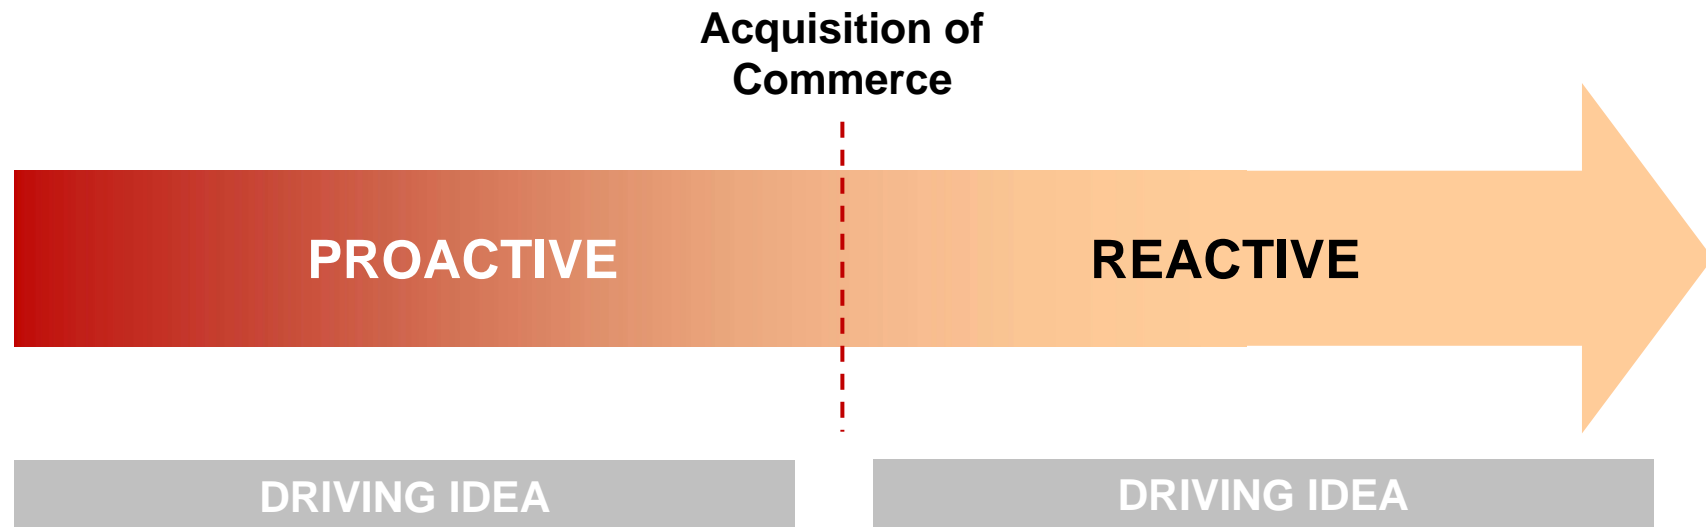 Acquisition of
Commerce
PROACTIVE
REACTIVE
DRIVING IDEA
DRIVING IDEA